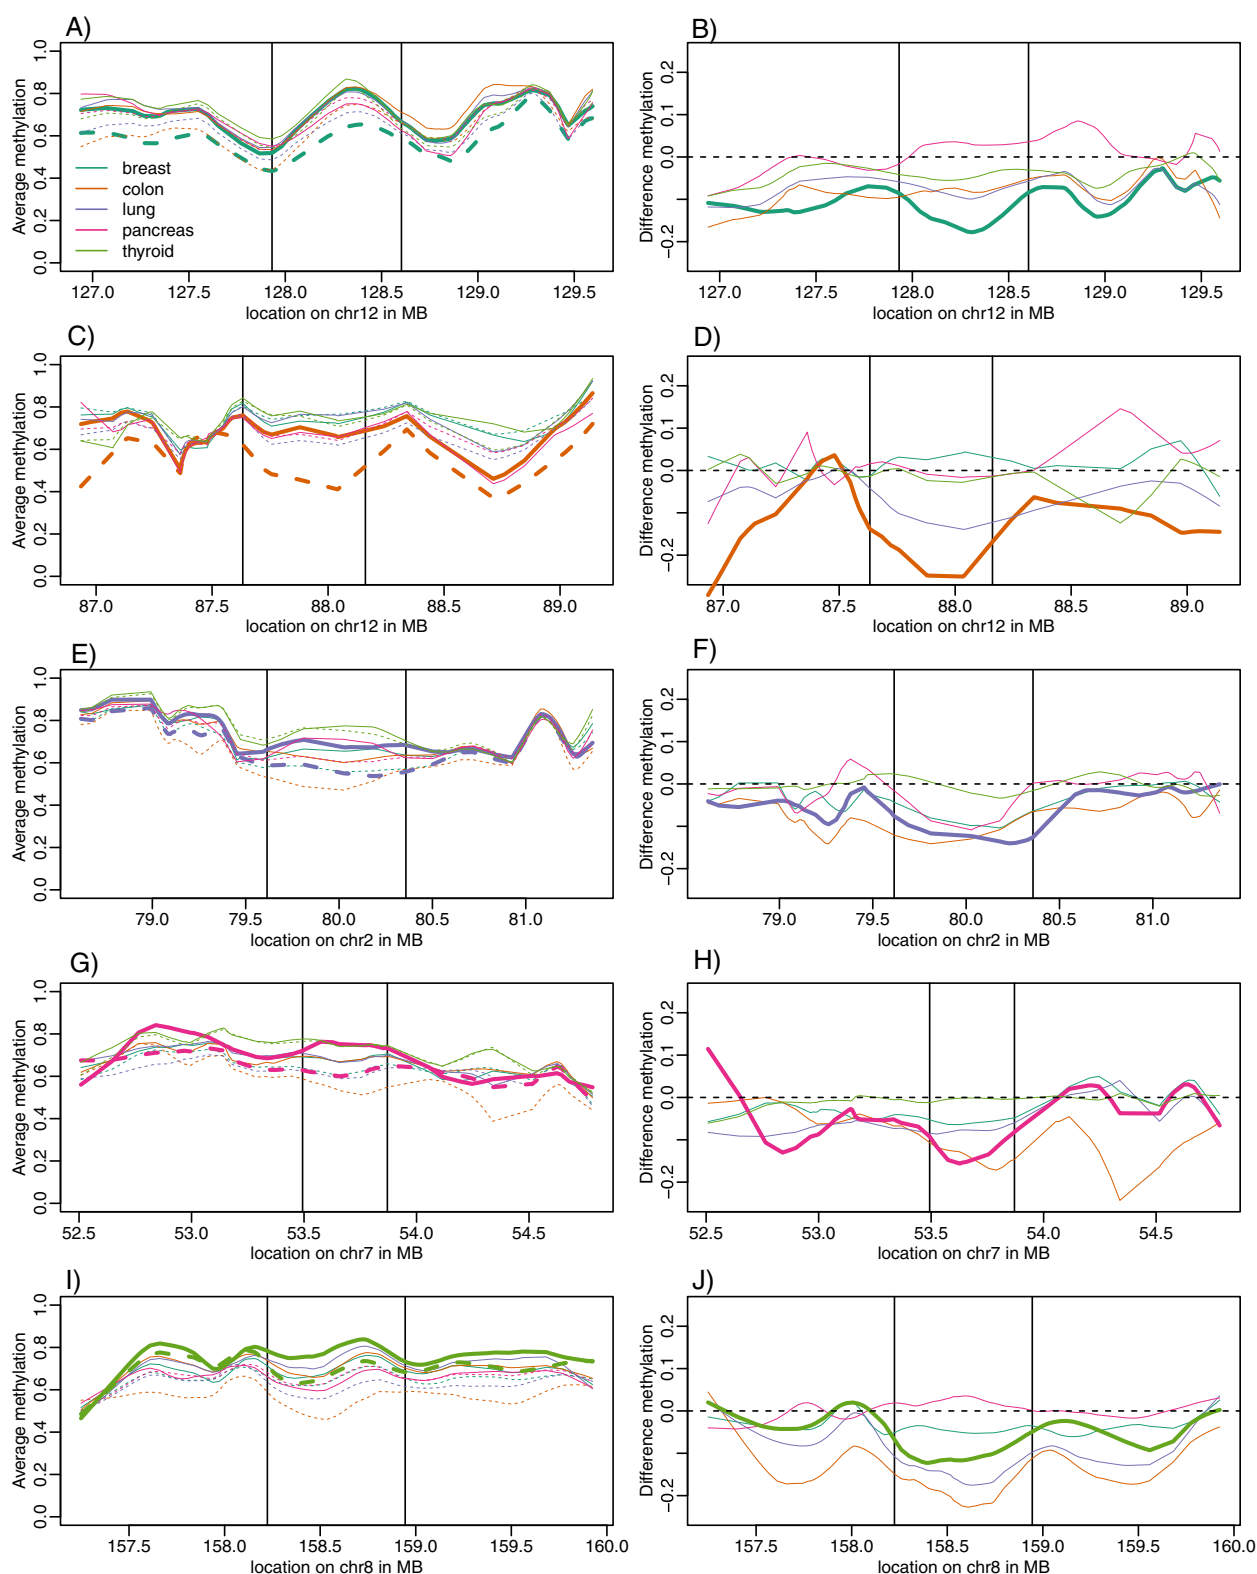 A)
Average methylation
0.0 0.2 0.4 0.6 0.8 1.0
breast
colon
lung
pancreas
thyroid
127.0 127.5 128.0 128.5 129.0 129.5
location on chr12 in MB
B)
Difference methylation
−0.2 0.0 0.1 0.2
127.0 127.5 128.0 128.5 129.0 129.5
location on chr12 in MB
C)
Average methylation
0.0 0.2 0.4 0.6 0.8 1.0
87.0 87.5 88.0 88.5 89.0
location on chr12 in MB
D)
Difference methylation
−0.2 0.0 0.1 0.2
87.0 87.5 88.0 88.5 89.0
location on chr12 in MB
E)
Average methylation
0.0 0.2 0.4 0.6 0.8 1.0
79.0 79.5 80.0 80.5 81.0
location on chr2 in MB
F)
Difference methylation
−0.2 0.0 0.1 0.2
79.0 79.5 80.0 80.5 81.0
location on chr2 in MB
G)
Average methylation
0.0 0.2 0.4 0.6 0.8 1.0
52.5 53.0 53.5 54.0 54.5
location on chr7 in MB
H)
Difference methylation
−0.2 0.0 0.1 0.2
52.5 53.0 53.5 54.0 54.5
location on chr7 in MB
I)
Average methylation
0.0 0.2 0.4 0.6 0.8 1.0
157.5 158.0 158.5 159.0 159.5 160.0
location on chr8 in MB
J)
Difference methylation
−0.2 0.0 0.1 0.2
157.5 158.0 158.5 159.0 159.5 160.0
location on chr8 in MB